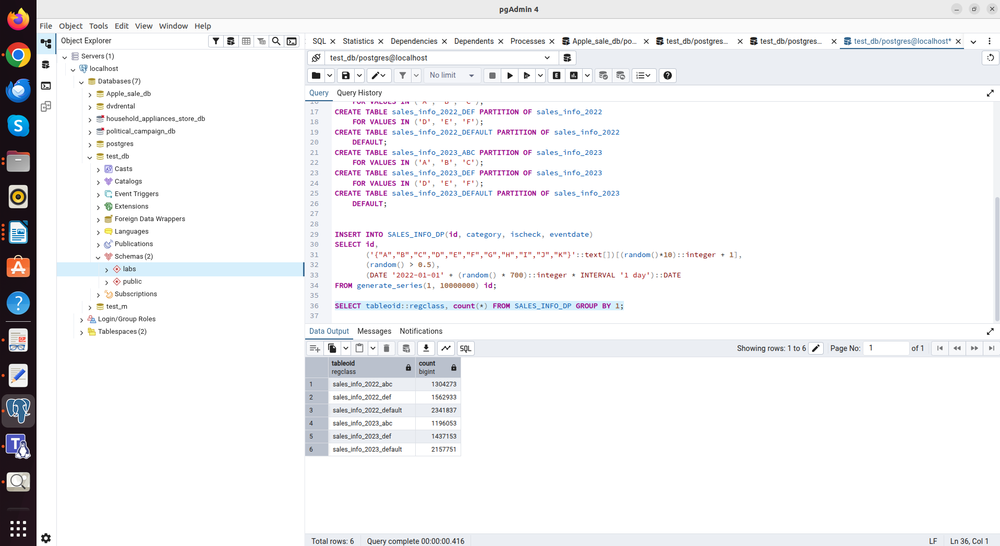 pgAdmin 4
File Object Tools Edit View Window Help
Object Explorer
Servers (1)
localhost
Databases (7)
Apple_sale_db
dvdrental
household_appliances_store_db
political_campaign_db
postgres
test_db
Casts
Catalogs
Event Triggers
Extensions
Foreign Data Wrappers
Languages
Publications
Schemas (2)
labs
public
Subscriptions
test_m
Login/Group Roles
Tablespaces (2)
SQL Statistics Dependencies Dependents Processes Apple_sale_db/po... test_db/postgres... test_db/postgres... test_db/postgres@localhost*
test_db/postgres@localhost
No limit
E
Query Query History
16 FOR VALUES IN ('A', 'B', 'C');
17 CREATE TABLE sales_info_2022_DEF PARTITION OF sales_info_2022
18 FOR VALUES IN ('D', 'E', 'F');
19 CREATE TABLE sales_info_2022_DEFAULT PARTITION OF sales_info_2022
20 DEFAULT;
21 CREATE TABLE sales_info_2023_ABC PARTITION OF sales_info_2023
22 FOR VALUES IN ('A', 'B', 'C');
23 CREATE TABLE sales_info_2023_DEF PARTITION OF sales_info_2023
24 FOR VALUES IN ('D', 'E', 'F');
25 CREATE TABLE sales_info_2023_DEFAULT PARTITION OF sales_info_2023
26 DEFAULT;
27
28
29 INSERT INTO SALES_INFO_DP(id, category, ischeck, eventdate)
30 SELECT id,
31 ('{"A","B","C","D","E","F","G","H","I","J","K"}'::text[])[(random()*10)::integer + 1],
32 (random() > 0.5),
33 (DATE '2022-01-01' + (random() * 700)::integer * INTERVAL '1 day')::DATE
34 FROM generate_series(1, 10000000) id;
35
36 SELECT tableoid::regclass, count(*) FROM SALES_INFO_DP GROUP BY 1;
37
Data Output Messages Notifications
SQL
Showing rows: 1 to 6 Page No: 1 of 1
tableoid regclass count bigint
1 sales_info_2022_abc 1304273
2 sales_info_2022_def 1562933
3 sales_info_2022_default 2341837
4 sales_info_2023_abc 1196053
5 sales_info_2023_def 1437153
6 sales_info_2023_default 2157751
Total rows: 6 Query complete 00:00:00.416 LF Ln 36, Col 1